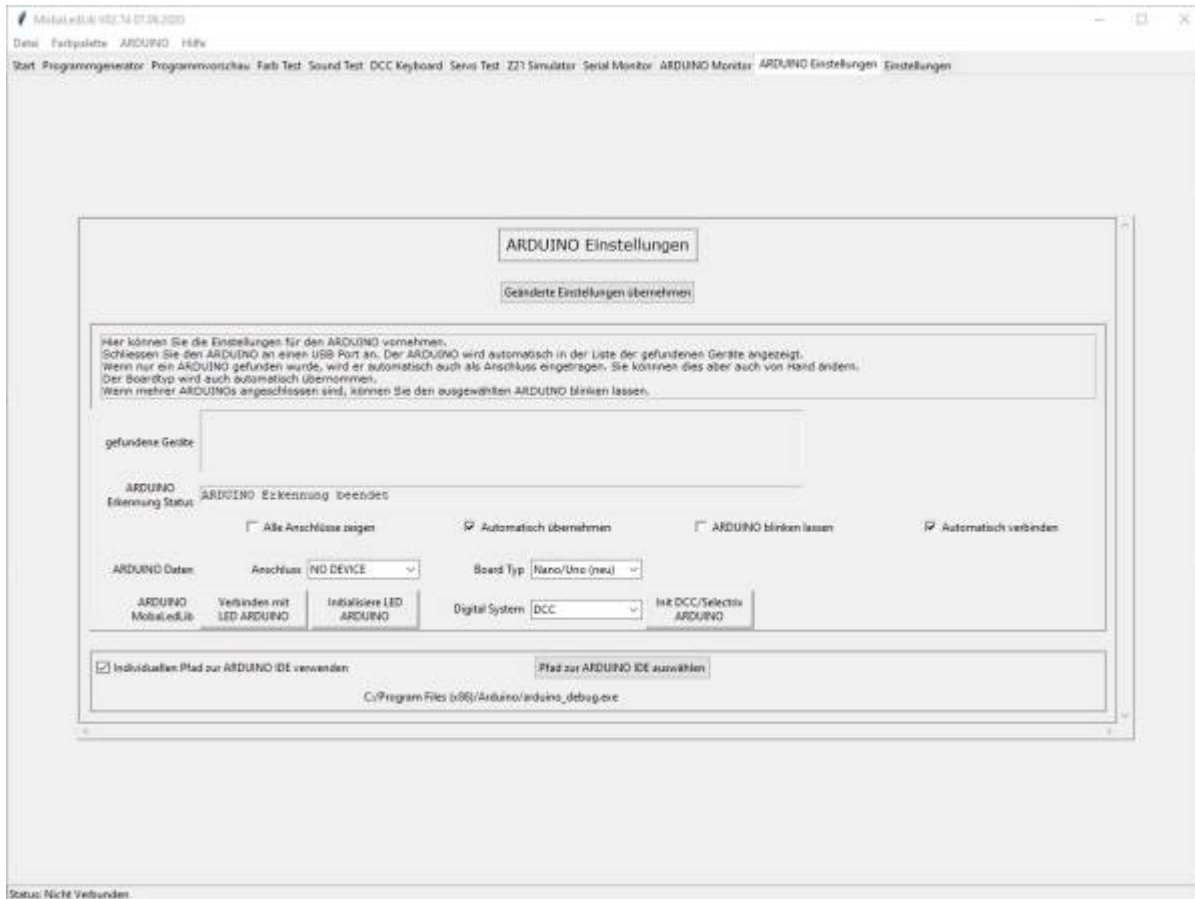 MobaLedLib V02.74 07.06.2020
Datei Farbpalette ARDUINO Hilfe
Start Programmgenerator Programmvorschau Farb Test Sound Test DCC Keyboard Servo Test Z21 Simulator Serial Monitor ARDUINO Monitor ARDUINO Einstellungen Einstellungen
ARDUINO Einstellungen
Geänderte Einstellungen übernehmen
Hier können Sie die Einstellungen für den ARDUINO vornehmen.
Schliessen Sie den ARDUINO an einen USB Port an. Der ARDUINO wird automatisch in der Liste der gefundenen Geräte angezeigt.
Wenn nur ein ARDUINO gefunden wurde, wird er automatisch auch als Anschluss eingetragen. Sie könnnen dies aber auch von Hand ändern.
Der Boardtyp wird auch automatisch übernommen.
Wenn mehrer ARDUINOs angeschlossen sind, können Sie den ausgewählten ARDUINO blinken lassen.
gefundene Geräte
ARDUINO
Erkennung Status
ARDUINO Erkennung beendet
Alle Anschlüsse zeigen Automatisch übernehmen ARDUINO blinken lassen Automatisch verbinden
ARDUINO Daten Anschluss NO DEVICE Board Typ Nano/Uno (neu)
ARDUINO
MobaLedLib
Verbinden mit
LED ARDUINO
Initialisiere LED
ARDUINO
Digital System DCC
Init DCC/Selectrix
ARDUINO
Individuellen Pfad zur ARDUINO IDE verwenden Pfad zur ARDUINO IDE auswählen
C:/Program Files (x86)/Arduino/arduino_debug.exe
Status: Nicht Verbunden